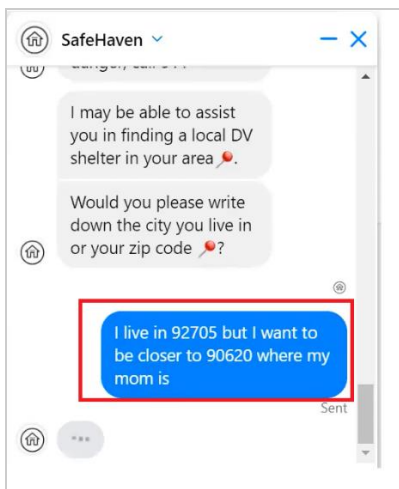 SafeHaven
I may be able to assist
you in finding a local DV
shelter in your area 📍.
Would you please write
down the city you live in
or your zip code 📍?
I live in 92705 but I want to
be closer to 90620 where my
mom is
Sent